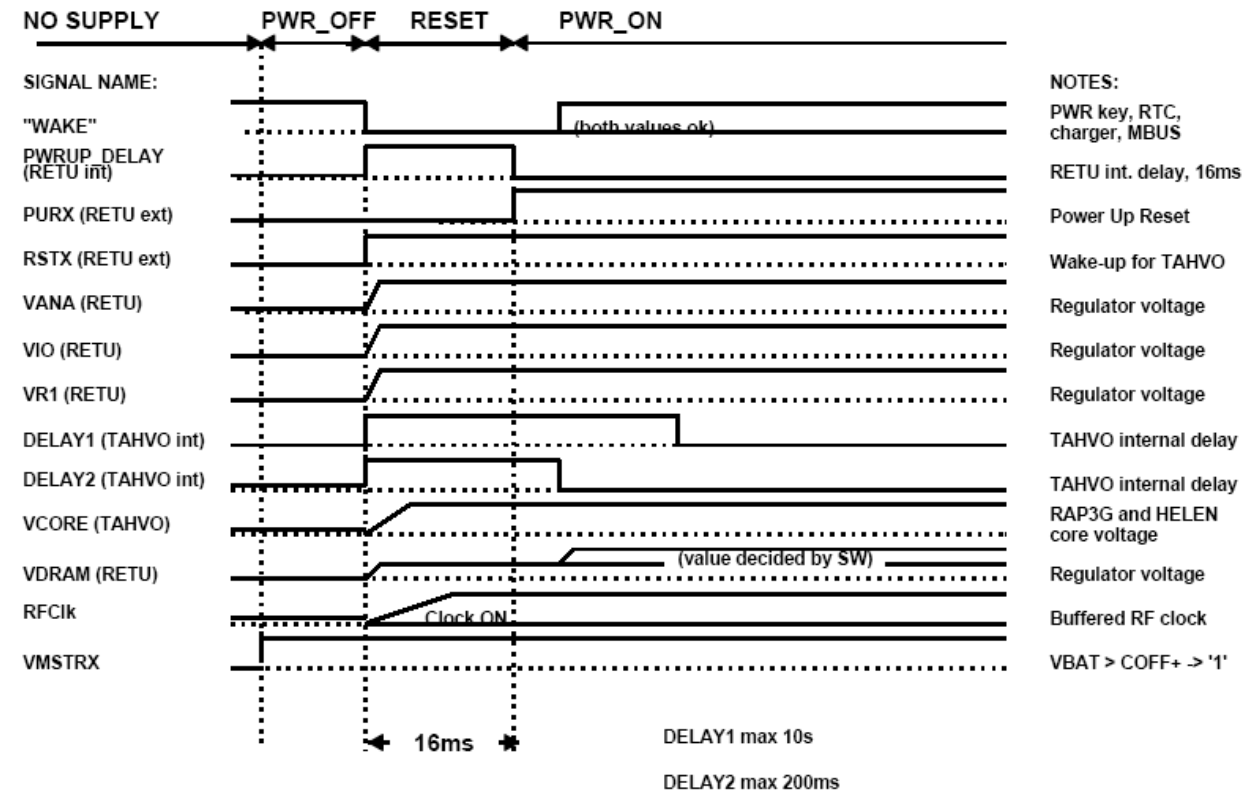 NO SUPPLY PWR_OFF RESET PWR_ON
SIGNAL NAME: NOTES:
"WAKE" (both values ok) PWR key, RTC,
charger, MBUS
PWRUP_DELAY
(RETU int) RETU int. delay, 16ms
PURX (RETU ext) Power Up Reset
RSTX (RETU ext) Wake-up for TAHVO
VANA (RETU) Regulator voltage
VIO (RETU) Regulator voltage
VR1 (RETU) Regulator voltage
DELAY1 (TAHVO int) TAHVO internal delay
DELAY2 (TAHVO int) TAHVO internal delay
VCORE (TAHVO) RAP3G and HELEN
core voltage
VDRAM (RETU) (value decided by SW) Regulator voltage
RFClk Clock ON Buffered RF clock
VMSTRX VBAT > COFF+ -> '1'
16ms DELAY1 max 10s
DELAY2 max 200ms